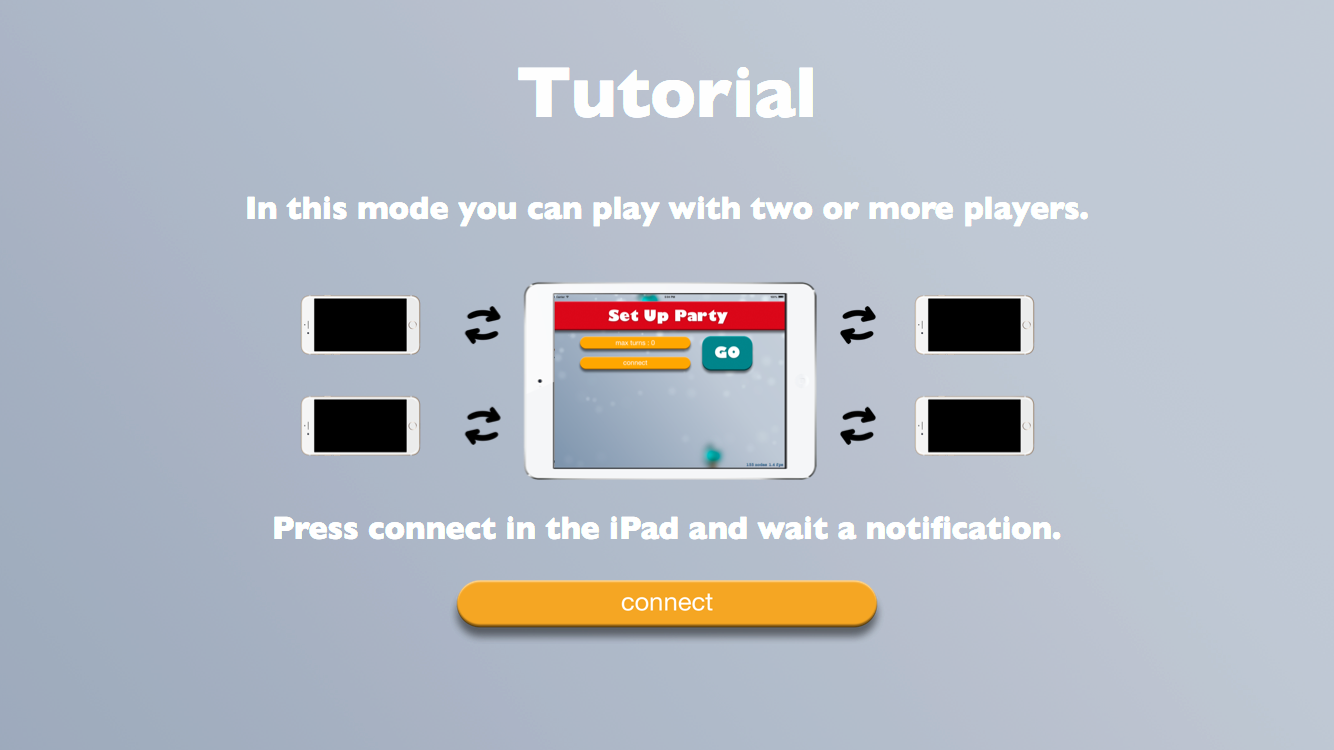 Tutorial
In this mode you can play with two or more players.
Set Up Party
max turns : 0
GO
connect
Press connect in the iPad and wait a notification.
connect